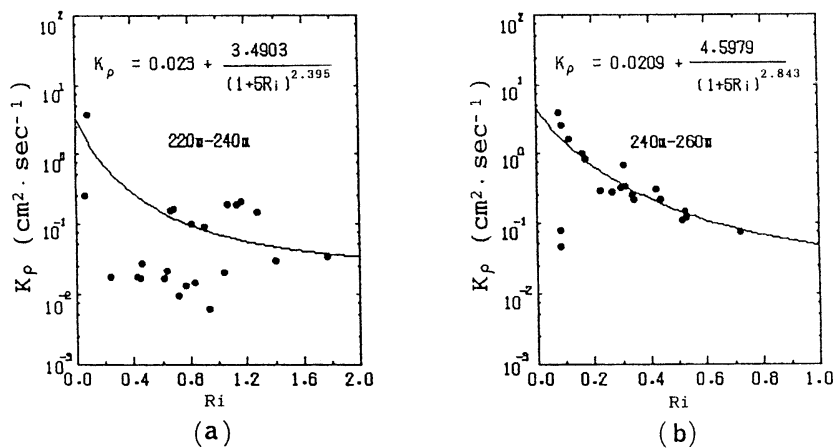 10^2
10^1
10^0
10^-1
10^-2
10^-3
K_ρ (cm^2· sec^-1)
K_ρ = 0.023 + 3.4903 / (1+5Ri)^2.395
220m-240m
0.0 0.4 0.8 1.2 1.6 2.0
Ri
(a)
10^2
10^1
10^0
10^-1
10^-2
10^-3
K_ρ (cm^2· sec^-1)
K_ρ = 0.0209 + 4.5979 / (1+5Ri)^2.843
240m-260m
0.0 0.2 0.4 0.6 0.8 1.0
Ri
(b)